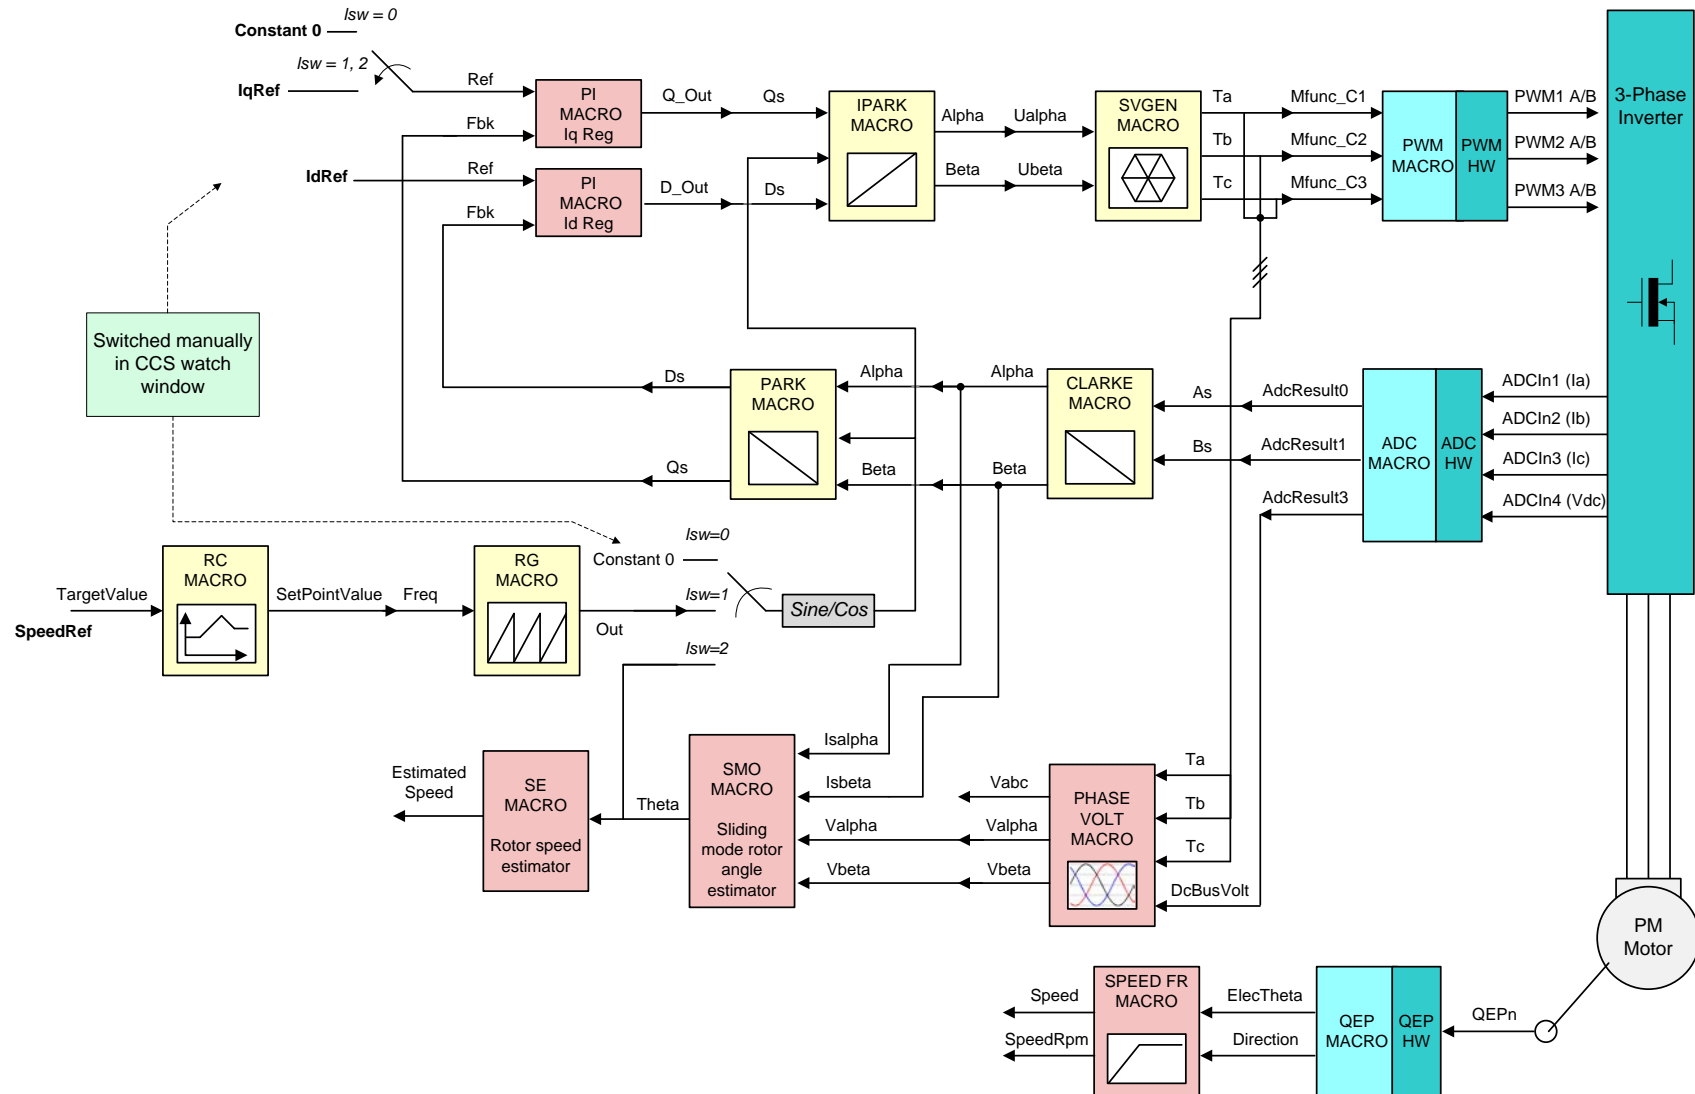 Isw = 0
Constant 0
Isw = 1, 2
IqRef
Ref
Fbk
PI
MACRO
Iq Reg
Q_Out
Qs
IdRef
Ref
Fbk
PI
MACRO
Id Reg
D_Out
Ds
IPARK
MACRO
Alpha
Ualpha
Beta
Ubeta
SVGEN
MACRO
Ta
Tb
Tc
Mfunc_C1
Mfunc_C2
Mfunc_C3
PWM
MACRO
PWM
HW
PWM1 A/B
PWM2 A/B
PWM3 A/B
3-Phase
Inverter
Switched manually
in CCS watch
window
Ds
Qs
PARK
MACRO
Alpha
Alpha
Beta
Beta
CLARKE
MACRO
As
Bs
AdcResult0
AdcResult1
AdcResult3
ADC
MACRO
ADC
HW
ADCIn1 (Ia)
ADCIn2 (Ib)
ADCIn3 (Ic)
ADCIn4 (Vdc)
TargetValue
SpeedRef
RC
MACRO
SetPointValue
Freq
RG
MACRO
Out
Isw=0
Constant 0
Isw=1
Isw=2
Sine/Cos
Estimated
Speed
SE
MACRO
Rotor speed
estimator
Theta
SMO
MACRO
Sliding
mode rotor
angle
estimator
Isalpha
Isbeta
Valpha
Vbeta
Vabc
Valpha
Vbeta
PHASE
VOLT
MACRO
Ta
Tb
Tc
DcBusVolt
PM
Motor
Speed
SpeedRpm
SPEED FR
MACRO
ElecTheta
Direction
QEP
MACRO
QEP
HW
QEPn